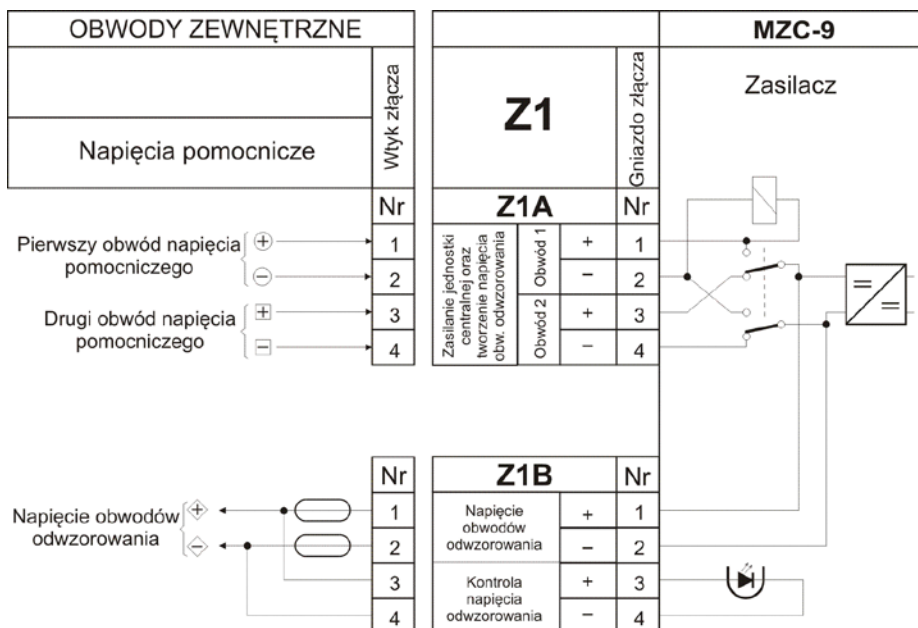 OBWODY ZEWNĘTRZNE
MZC-9
Wtyk złącza
Z1
Gniazdo złącza
Zasilacz
Napięcia pomocnicze
Nr
Z1A
Nr
Pierwszy obwód napięcia
pomocniczego
+
−
1
2
Drugi obwód napięcia
pomocniczego
+
−
3
4
Zasilanie jednostki
centralnej oraz
tworzenie napięcia
obw. odwzorowania
Obwód 1
Obwód 2
+
1
−
2
+
3
−
4
=
=
Nr
Z1B
Nr
Napięcie obwodów
odwzorowania
+
−
1
2
3
4
Napięcie
obwodów
odwzorowania
+
1
−
2
Kontrola
napięcia
odwzorowania
+
3
−
4